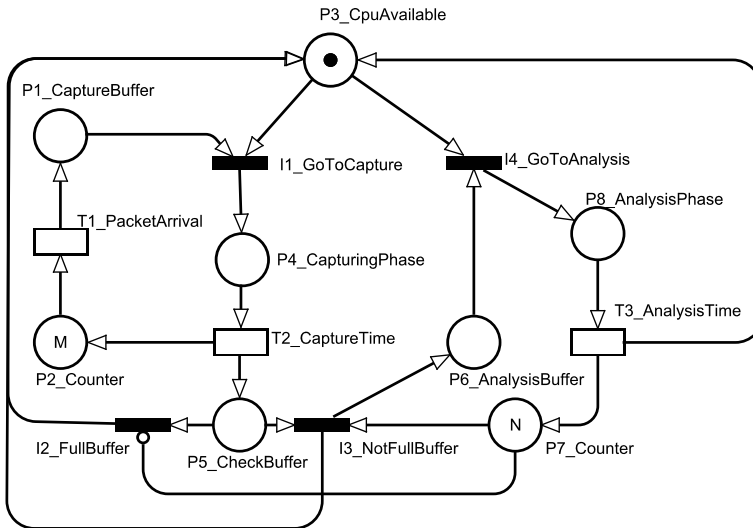 P3_CpuAvailable
P1_CaptureBuffer
I1_GoToCapture
I4_GoToAnalysis
P8_AnalysisPhase
T1_PacketArrival
P4_CapturingPhase
T3_AnalysisTime
M
T2_CaptureTime
P2_Counter
P6_AnalysisBuffer
N
I2_FullBuffer
P5_CheckBuffer
I3_NotFullBuffer
P7_Counter